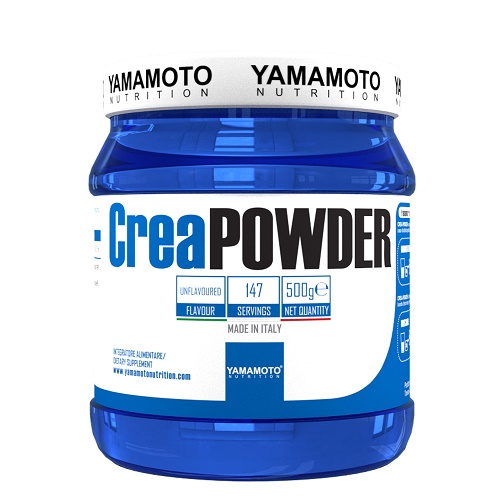 YAMAMOTO YAMAMOTO
NUTRITION NUTRITION
CreaPOWDER
UNFLAVOURED 147 500g℮
FLAVOUR SERVINGS NET QUANTITY
MADE IN ITALY
INTEGRATORE ALIMENTARE/
DIETARY SUPPLEMENT
www.yamamotonutrition.com
YAMAMOTO®
NUTRITION